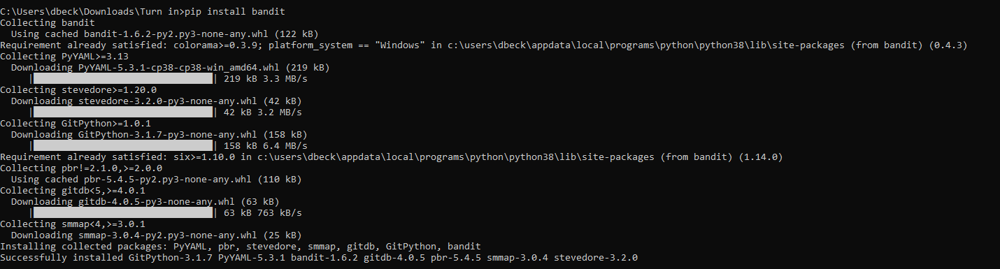 C:\Users\dbeck\Downloads\Turn in>pip install bandit
Collecting bandit
  Using cached bandit-1.6.2-py2.py3-none-any.whl (122 kB)
Requirement already satisfied: colorama>=0.3.9; platform_system == "Windows" in c:\users\dbeck\appdata\local\programs\python\python38\lib\site-packages (from bandit) (0.4.3)
Collecting PyYAML>=3.13
  Downloading PyYAML-5.3.1-cp38-cp38-win_amd64.whl (219 kB)
     |████████████████████████████████| 219 kB 3.3 MB/s
Collecting stevedore>=1.20.0
  Downloading stevedore-3.2.0-py3-none-any.whl (42 kB)
     |████████████████████████████████| 42 kB 3.2 MB/s
Collecting GitPython>=1.0.1
  Downloading GitPython-3.1.7-py3-none-any.whl (158 kB)
     |████████████████████████████████| 158 kB 6.4 MB/s
Requirement already satisfied: six>=1.10.0 in c:\users\dbeck\appdata\local\programs\python\python38\lib\site-packages (from bandit) (1.14.0)
Collecting pbr!=2.1.0,>=2.0.0
  Using cached pbr-5.4.5-py2.py3-none-any.whl (110 kB)
Collecting gitdb<5,>=4.0.1
  Downloading gitdb-4.0.5-py3-none-any.whl (63 kB)
     |████████████████████████████████| 63 kB 763 kB/s
Collecting smmap<4,>=3.0.1
  Downloading smmap-3.0.4-py2.py3-none-any.whl (25 kB)
Installing collected packages: PyYAML, pbr, stevedore, smmap, gitdb, GitPython, bandit
Successfully installed GitPython-3.1.7 PyYAML-5.3.1 bandit-1.6.2 gitdb-4.0.5 pbr-5.4.5 smmap-3.0.4 stevedore-3.2.0